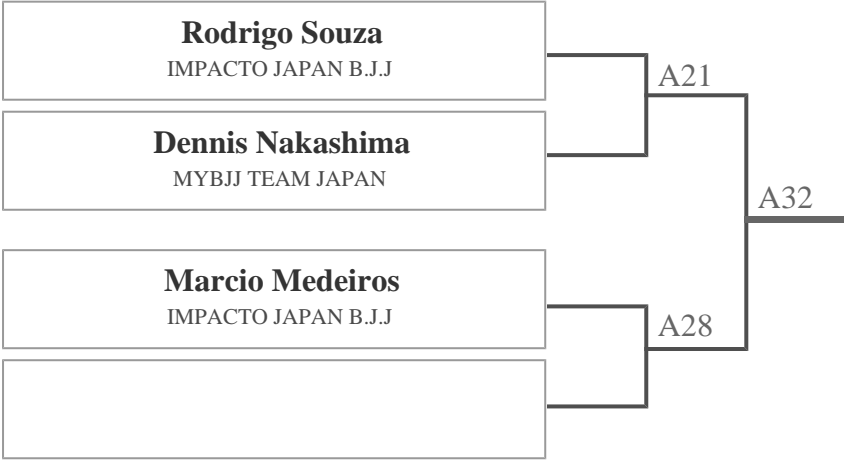 Rodrigo Souza
IMPACTO JAPAN B.J.J
A21
Dennis Nakashima
MYBJJ TEAM JAPAN
A32
Marcio Medeiros
IMPACTO JAPAN B.J.J
A28